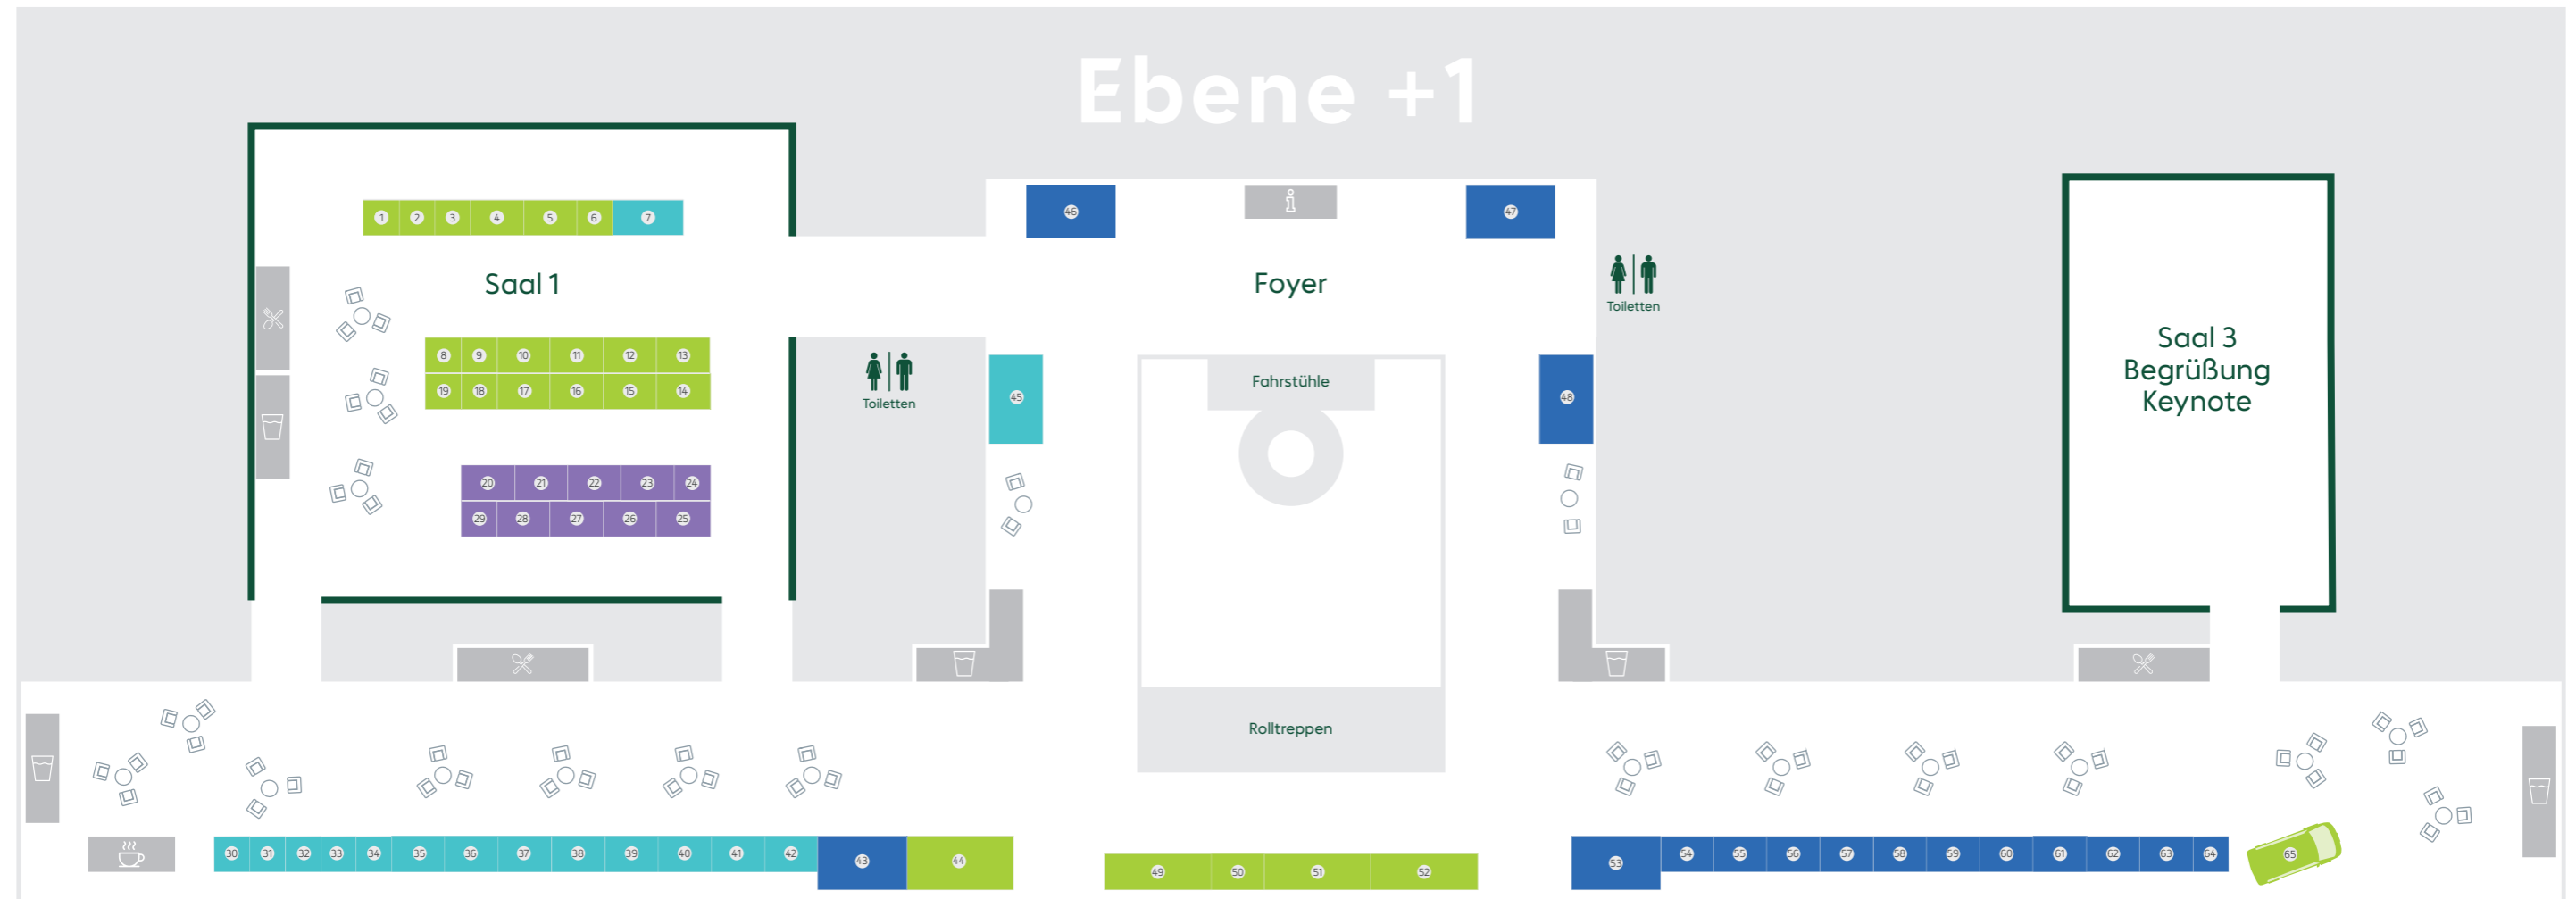 Ebene +1
1 2 3 4 5 6 7
46
i
47
Saal 1
Foyer
Toiletten
8 9 10 11 12 13
19 18 17 16 15 14
Toiletten
45
Fahrstühle
48
Saal 3
Begrüßung
Keynote
20 21 22 23 24
29 28 27 26 25
Rolltreppen
30 31 32 33 34 35 36 37 38 39 40 41 42 43 44
49 50 51 52
53 54 55 56 57 58 59 60 61 62 63 64 65